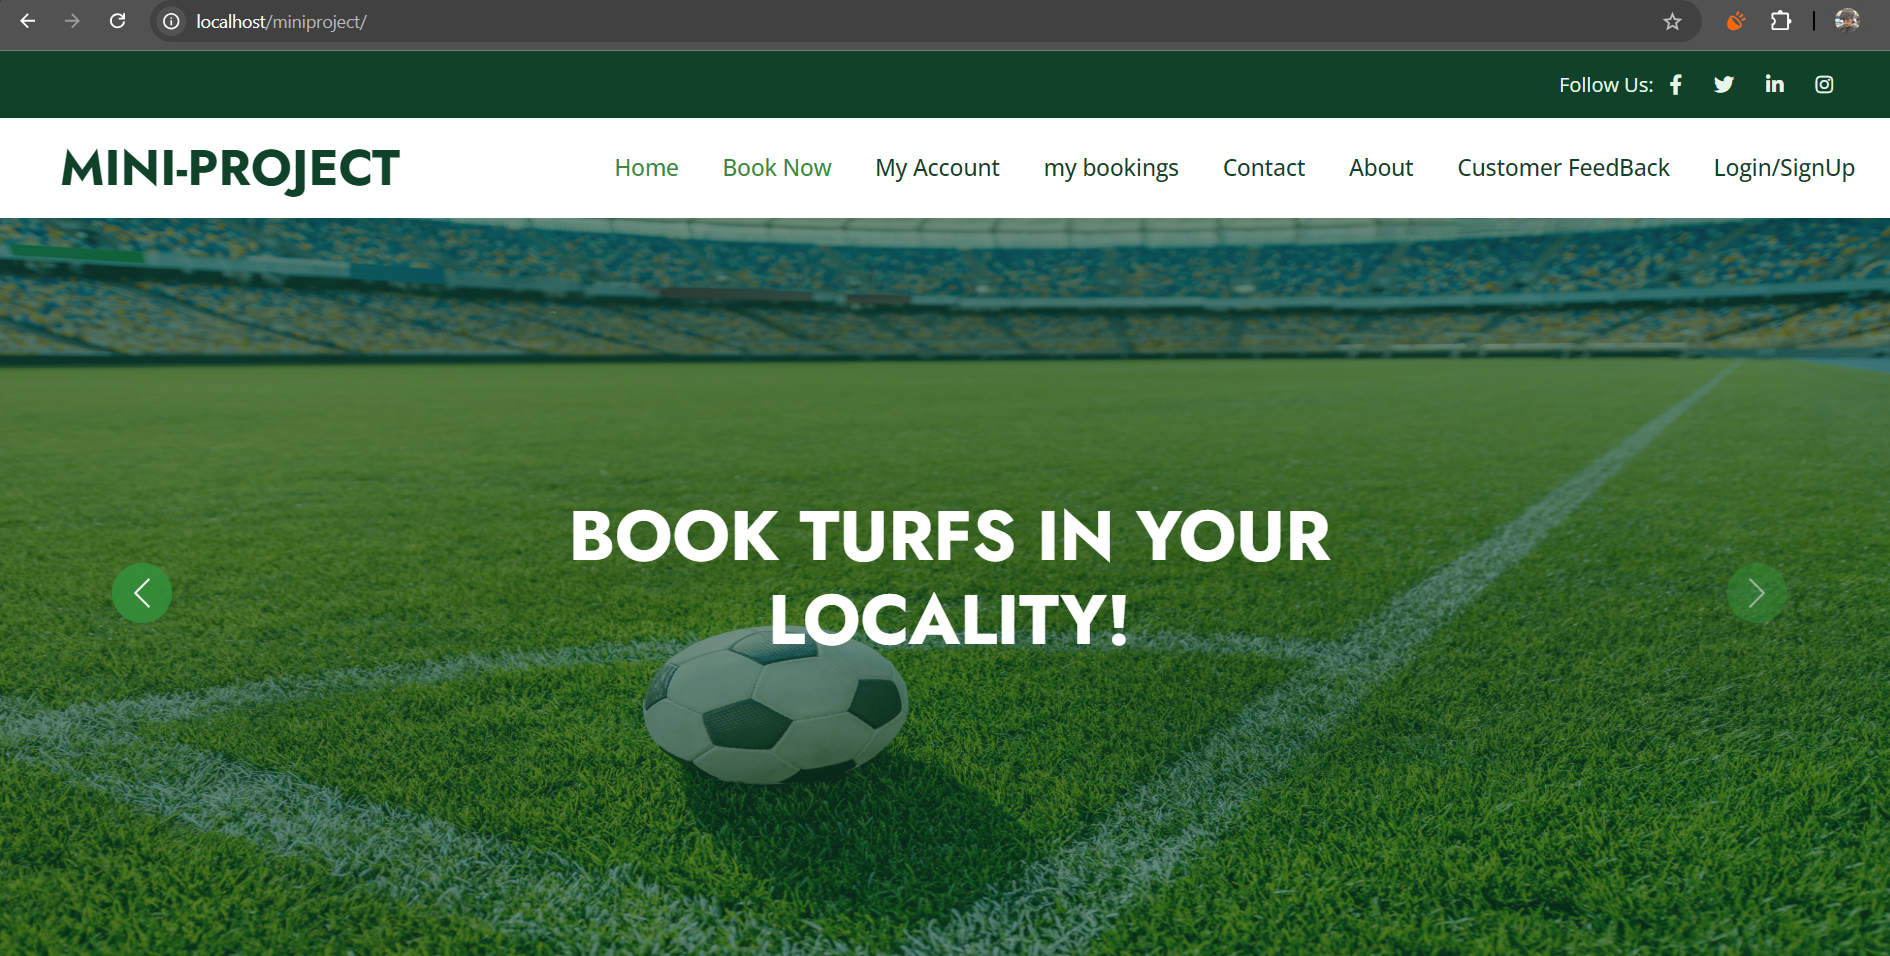 localhost/miniproject/
Follow Us:
MINI-PROJECT
Home Book Now My Account my bookings Contact About Customer FeedBack Login/SignUp
BOOK TURFS IN YOUR
LOCALITY!